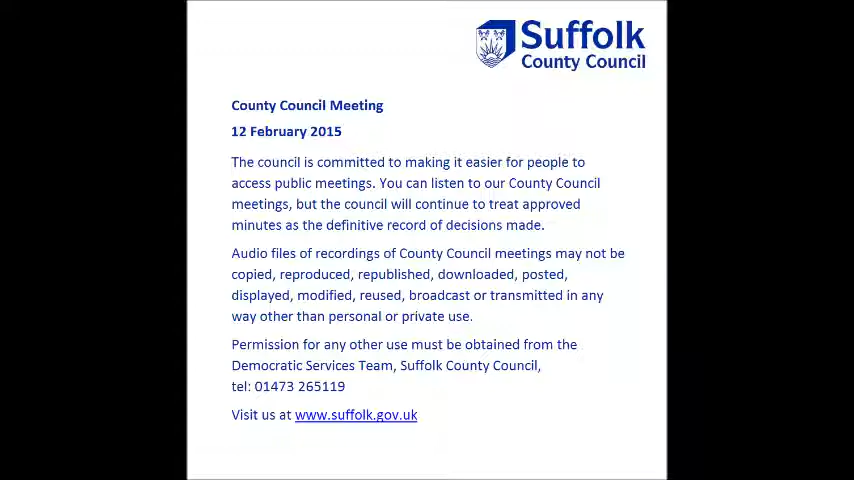 Suffolk
County Council
County Council Meeting
12 February 2015
The council is committed to making it easier for people to
access public meetings. You can listen to our County Council
meetings, but the council will continue to treat approved
minutes as the definitive record of decisions made.
Audio files of recordings of County Council meetings may not be
copied, reproduced, republished, downloaded, posted,
displayed, modified, reused, broadcast or transmitted in any
way other than personal or private use.
Permission for any other use must be obtained from the
Democratic Services Team, Suffolk County Council,
tel: 01473 265119
Visit us at www.suffolk.gov.uk